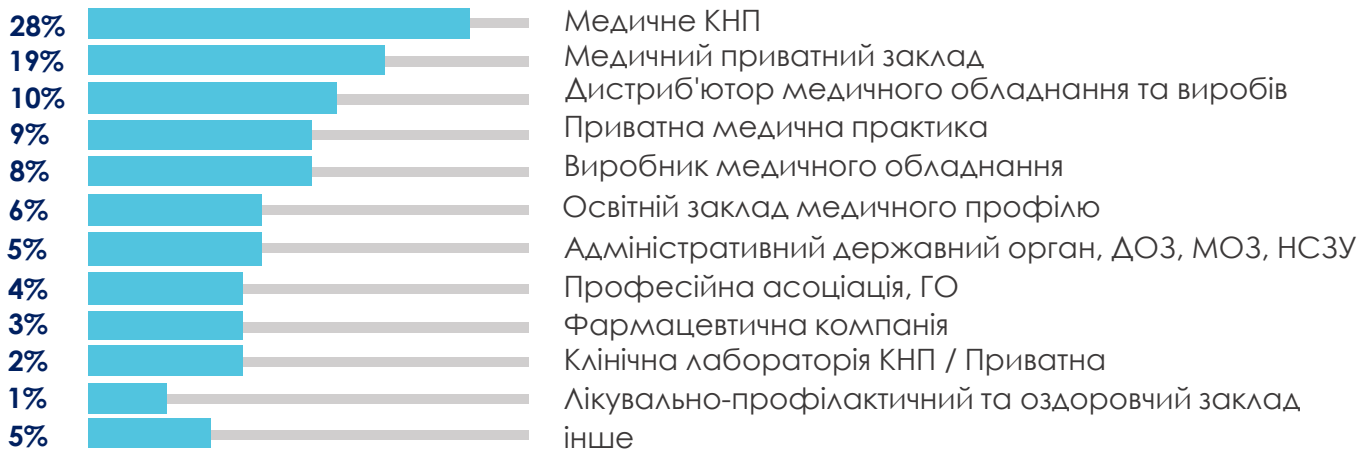 28% Медичне КНП
19% Медичний приватний заклад
10% Дистриб'ютор медичного обладнання та виробів
9% Приватна медична практика
8% Виробник медичного обладнання
6% Освітній заклад медичного профілю
5% Адміністративний державний орган, ДОЗ, МОЗ, НСЗУ
4% Професійна асоціація, ГО
3% Фармацевтична компанія
2% Клінічна лабораторія КНП / Приватна
1% Лікувально-профілактичний та оздоровчий заклад
5% інше